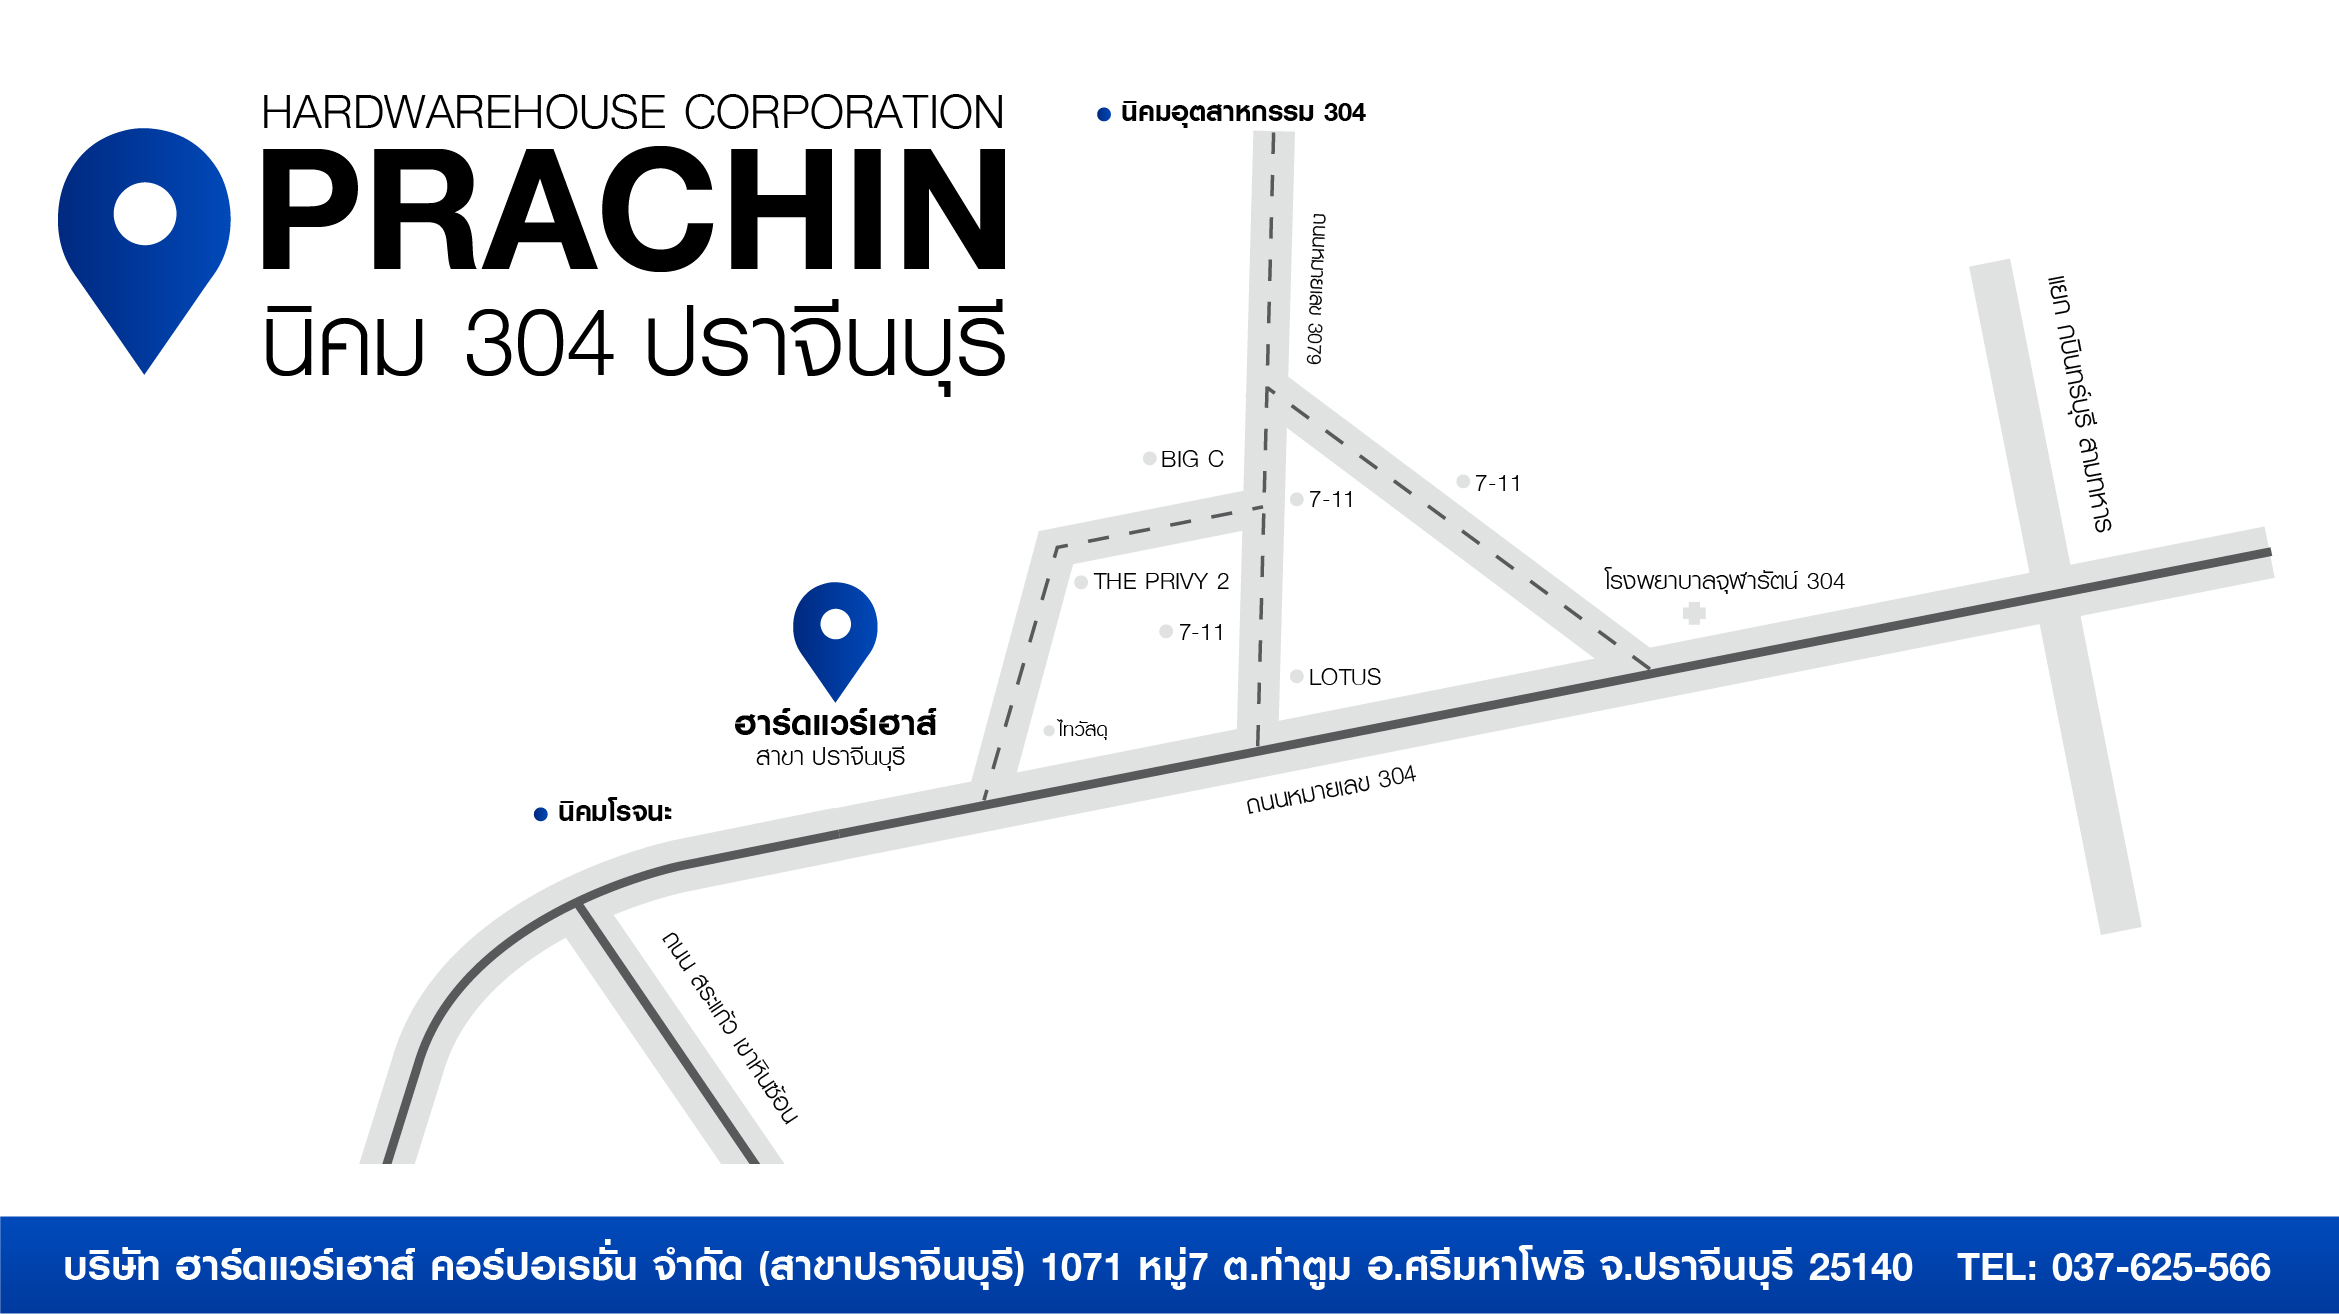 HARDWAREHOUSE CORPORATION
PRACHIN
นิคม 304 ปราจีนบุรี
นิคมอุตสาหกรรม 304
ถนนหมายเลข 3079
แยก กบินทร์บุรี สามทหาร
BIG C
7-11
7-11
THE PRIVY 2
โรงพยาบาลจุฬารัตน์ 304
7-11
LOTUS
ฮาร์ดแวร์เฮาส์
สาขา ปราจีนบุรี
ไทวัสดุ
ถนนหมายเลข 304
นิคมโรจนะ
ถนน สระแก้ว เขาหินซ้อน
บริษัท ฮาร์ดแวร์เฮาส์ คอร์ปอเรชั่น จำกัด (สาขาปราจีนบุรี) 1071 หมู่7 ต.ท่าตูม อ.ศรีมหาโพธิ จ.ปราจีนบุรี 25140 TEL: 037-625-566